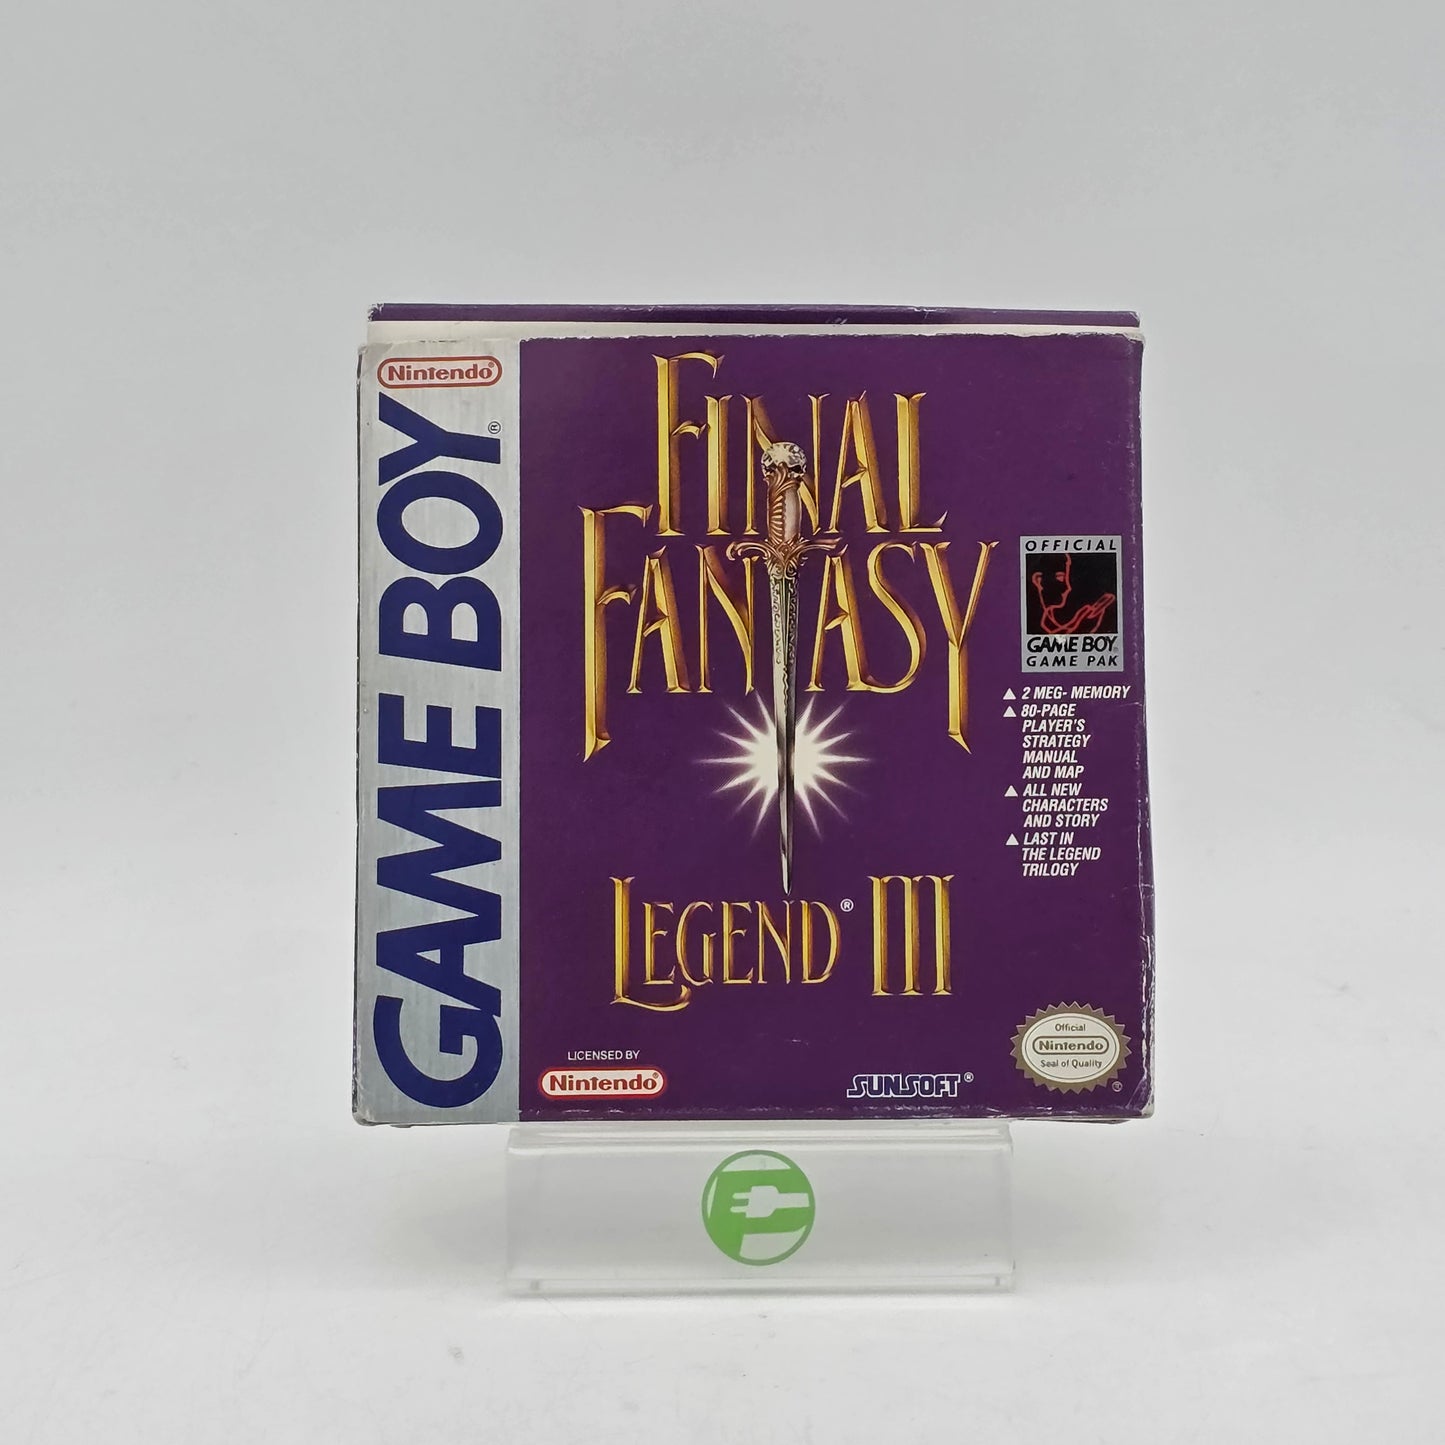 Nintendo®
GAME BOY®
FINAL
FANTASY
LEGEND® III
OFFICIAL
GAME BOY
GAME PAK
▲ 2 MEG- MEMORY
▲ 80-PAGE
PLAYER'S
STRATEGY
MANUAL
AND MAP
▲ ALL NEW
CHARACTERS
AND STORY
▲ LAST IN
THE LEGEND
TRILOGY
LICENSED BY
Nintendo®
SUNSOFT®
Official
Nintendo
Seal of Quality
®